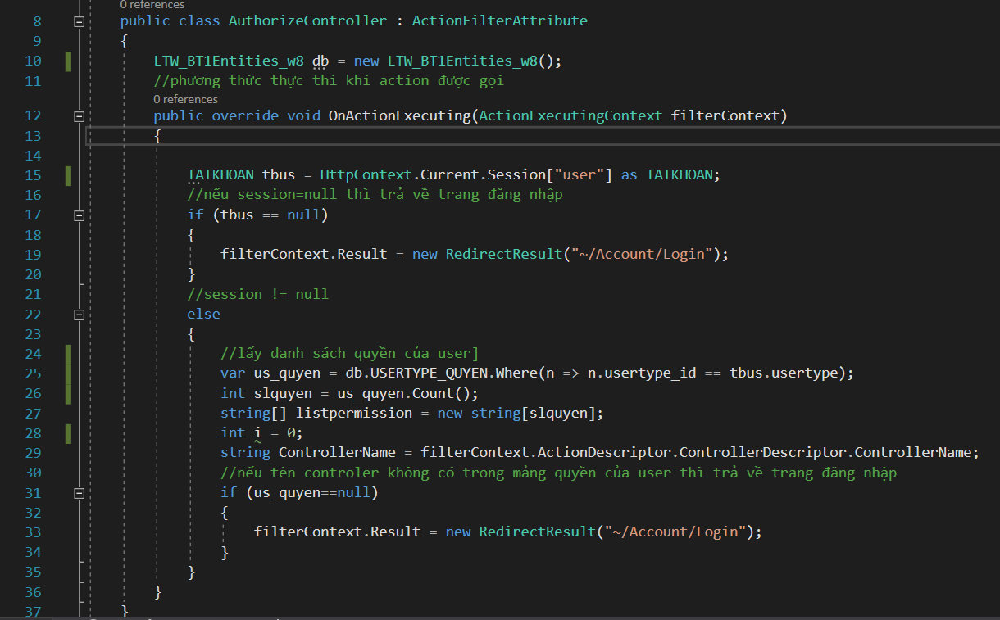 0 references
8 public class AuthorizeController : ActionFilterAttribute
9 {
10 LTW_BT1Entities_w8 db = new LTW_BT1Entities_w8();
11 //phương thức thực thi khi action được gọi
0 references
12 public override void OnActionExecuting(ActionExecutingContext filterContext)
13 {
14
15 TAIKHOAN tbus = HttpContext.Current.Session["user"] as TAIKHOAN;
16 //nếu session=null thì trả về trang đăng nhập
17 if (tbus == null)
18 {
19 filterContext.Result = new RedirectResult("~/Account/Login");
20 }
21 //session != null
22 else
23 {
24 //lấy danh sách quyền của user]
25 var us_quyen = db.USERTYPE_QUYEN.Where(n => n.usertype_id == tbus.usertype);
26 int slquyen = us_quyen.Count();
27 string[] listpermission = new string[slquyen];
28 int i = 0;
29 string ControllerName = filterContext.ActionDescriptor.ControllerDescriptor.ControllerName;
30 //nếu tên controler không có trong mảng quyền của user thì trả về trang đăng nhập
31 if (us_quyen==null)
32 {
33 filterContext.Result = new RedirectResult("~/Account/Login");
34 }
35 }
36 }
37 }